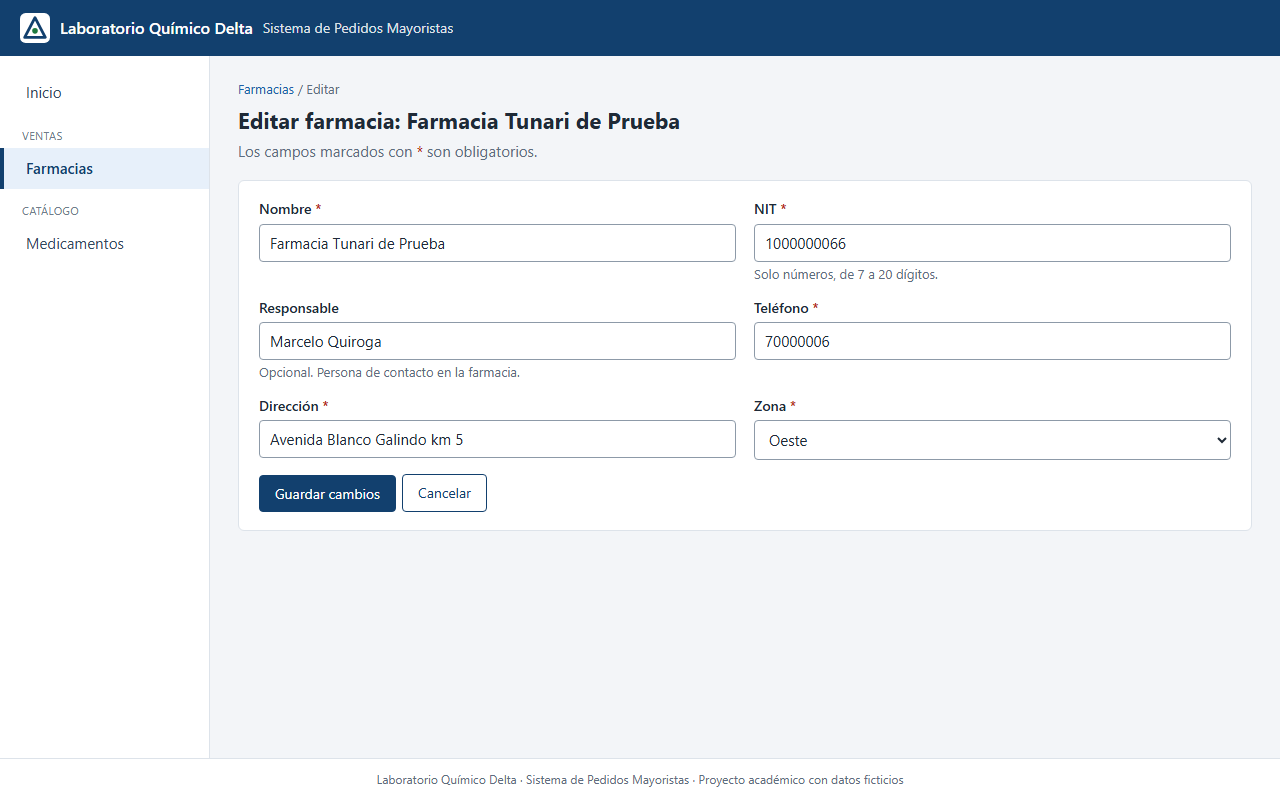 Laboratorio Químico Delta Sistema de Pedidos Mayoristas
Inicio
VENTAS
Farmacias
CATÁLOGO
Medicamentos
Farmacias / Editar
Editar farmacia: Farmacia Tunari de Prueba
Los campos marcados con * son obligatorios.
Nombre *
Farmacia Tunari de Prueba
NIT *
1000000066
Solo números, de 7 a 20 dígitos.
Responsable
Marcelo Quiroga
Opcional. Persona de contacto en la farmacia.
Teléfono *
70000006
Dirección *
Avenida Blanco Galindo km 5
Zona *
Oeste
Guardar cambios Cancelar
Laboratorio Químico Delta · Sistema de Pedidos Mayoristas · Proyecto académico con datos ficticios